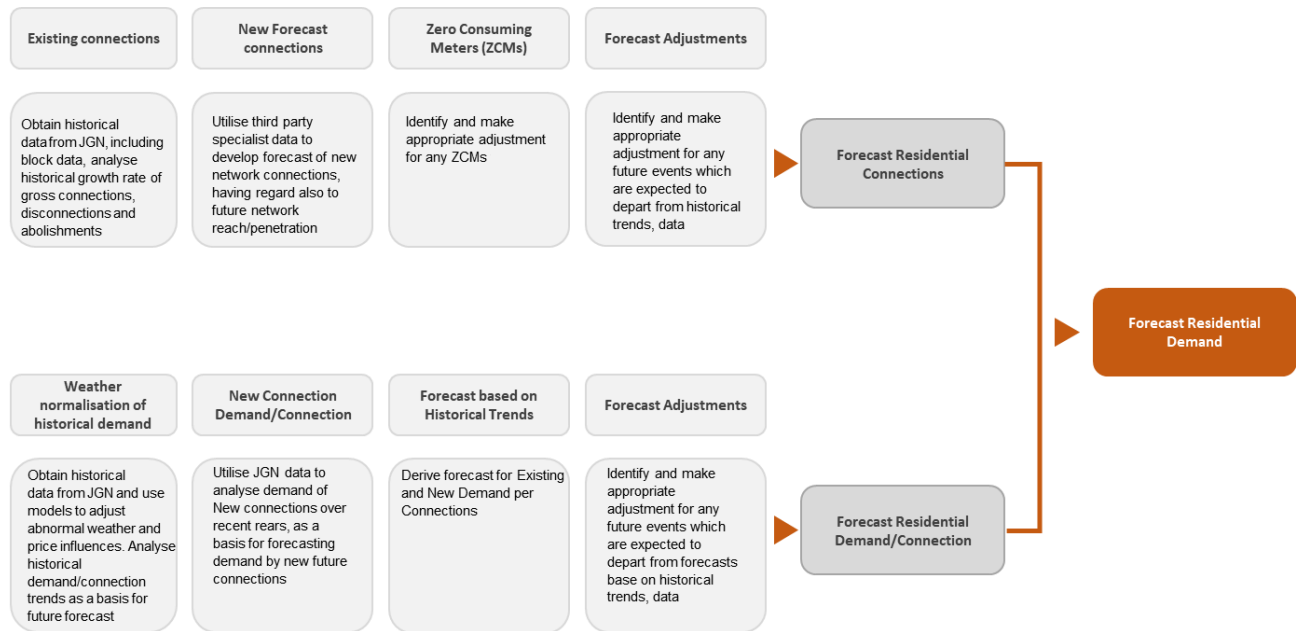 Existing connections
New Forecast
connections
Zero Consuming
Meters (ZCMs)
Forecast Adjustments
Obtain historical
data from JGN, including
block data, analyse
historical growth rate of
gross connections,
disconnections and
abolishments
Utilise third party
specialist data to
develop forecast of new
network connections,
having regard also to
future network
reach/penetration
Identify and make
appropriate adjustment
for any ZCMs
Identify and make
appropriate
adjustment for any
future events which
are expected to
depart from historical
trends, data
Forecast Residential
Connections
Forecast Residential
Demand
Weather
normalisation of
historical demand
New Connection
Demand/Connection
Forecast based on
Historical Trends
Forecast Adjustments
Obtain historical
data from JGN and use
models to adjust
abnormal weather and
price influences. Analyse
historical
demand/connection
trends as a basis for
future forecast
Utilise JGN data to
analyse demand of
New connections over
recent rears, as a
basis for forecasting
demand by new future
connections
Derive forecast for Existing
and New Demand per
Connections
Identify and make
appropriate
adjustment for any
future events which
are expected to
depart from forecasts
base on historical
trends, data
Forecast Residential
Demand/Connection